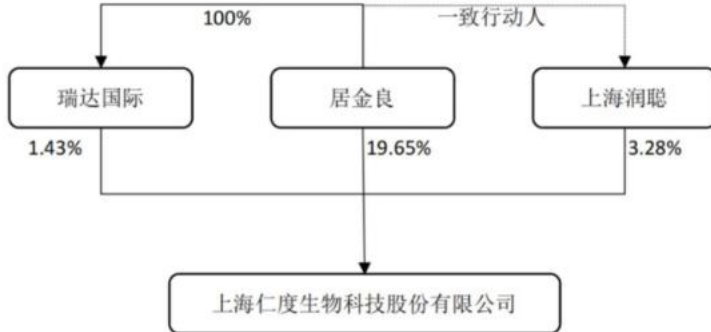 100%
一致行动人
瑞达国际
居金良
上海润聪
1.43%
19.65%
3.28%
上海仁度生物科技股份有限公司